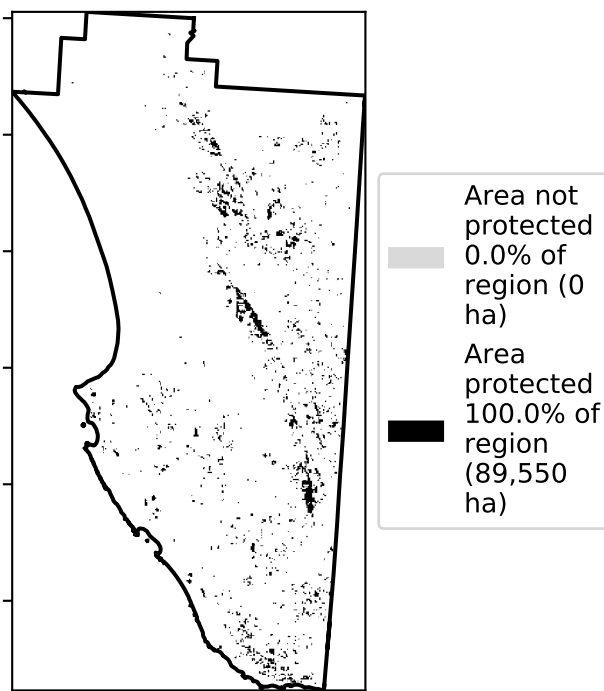 Area not
protected
0.0% of
region (0
ha)
Area
protected
100.0% of
region
(89,550
ha)